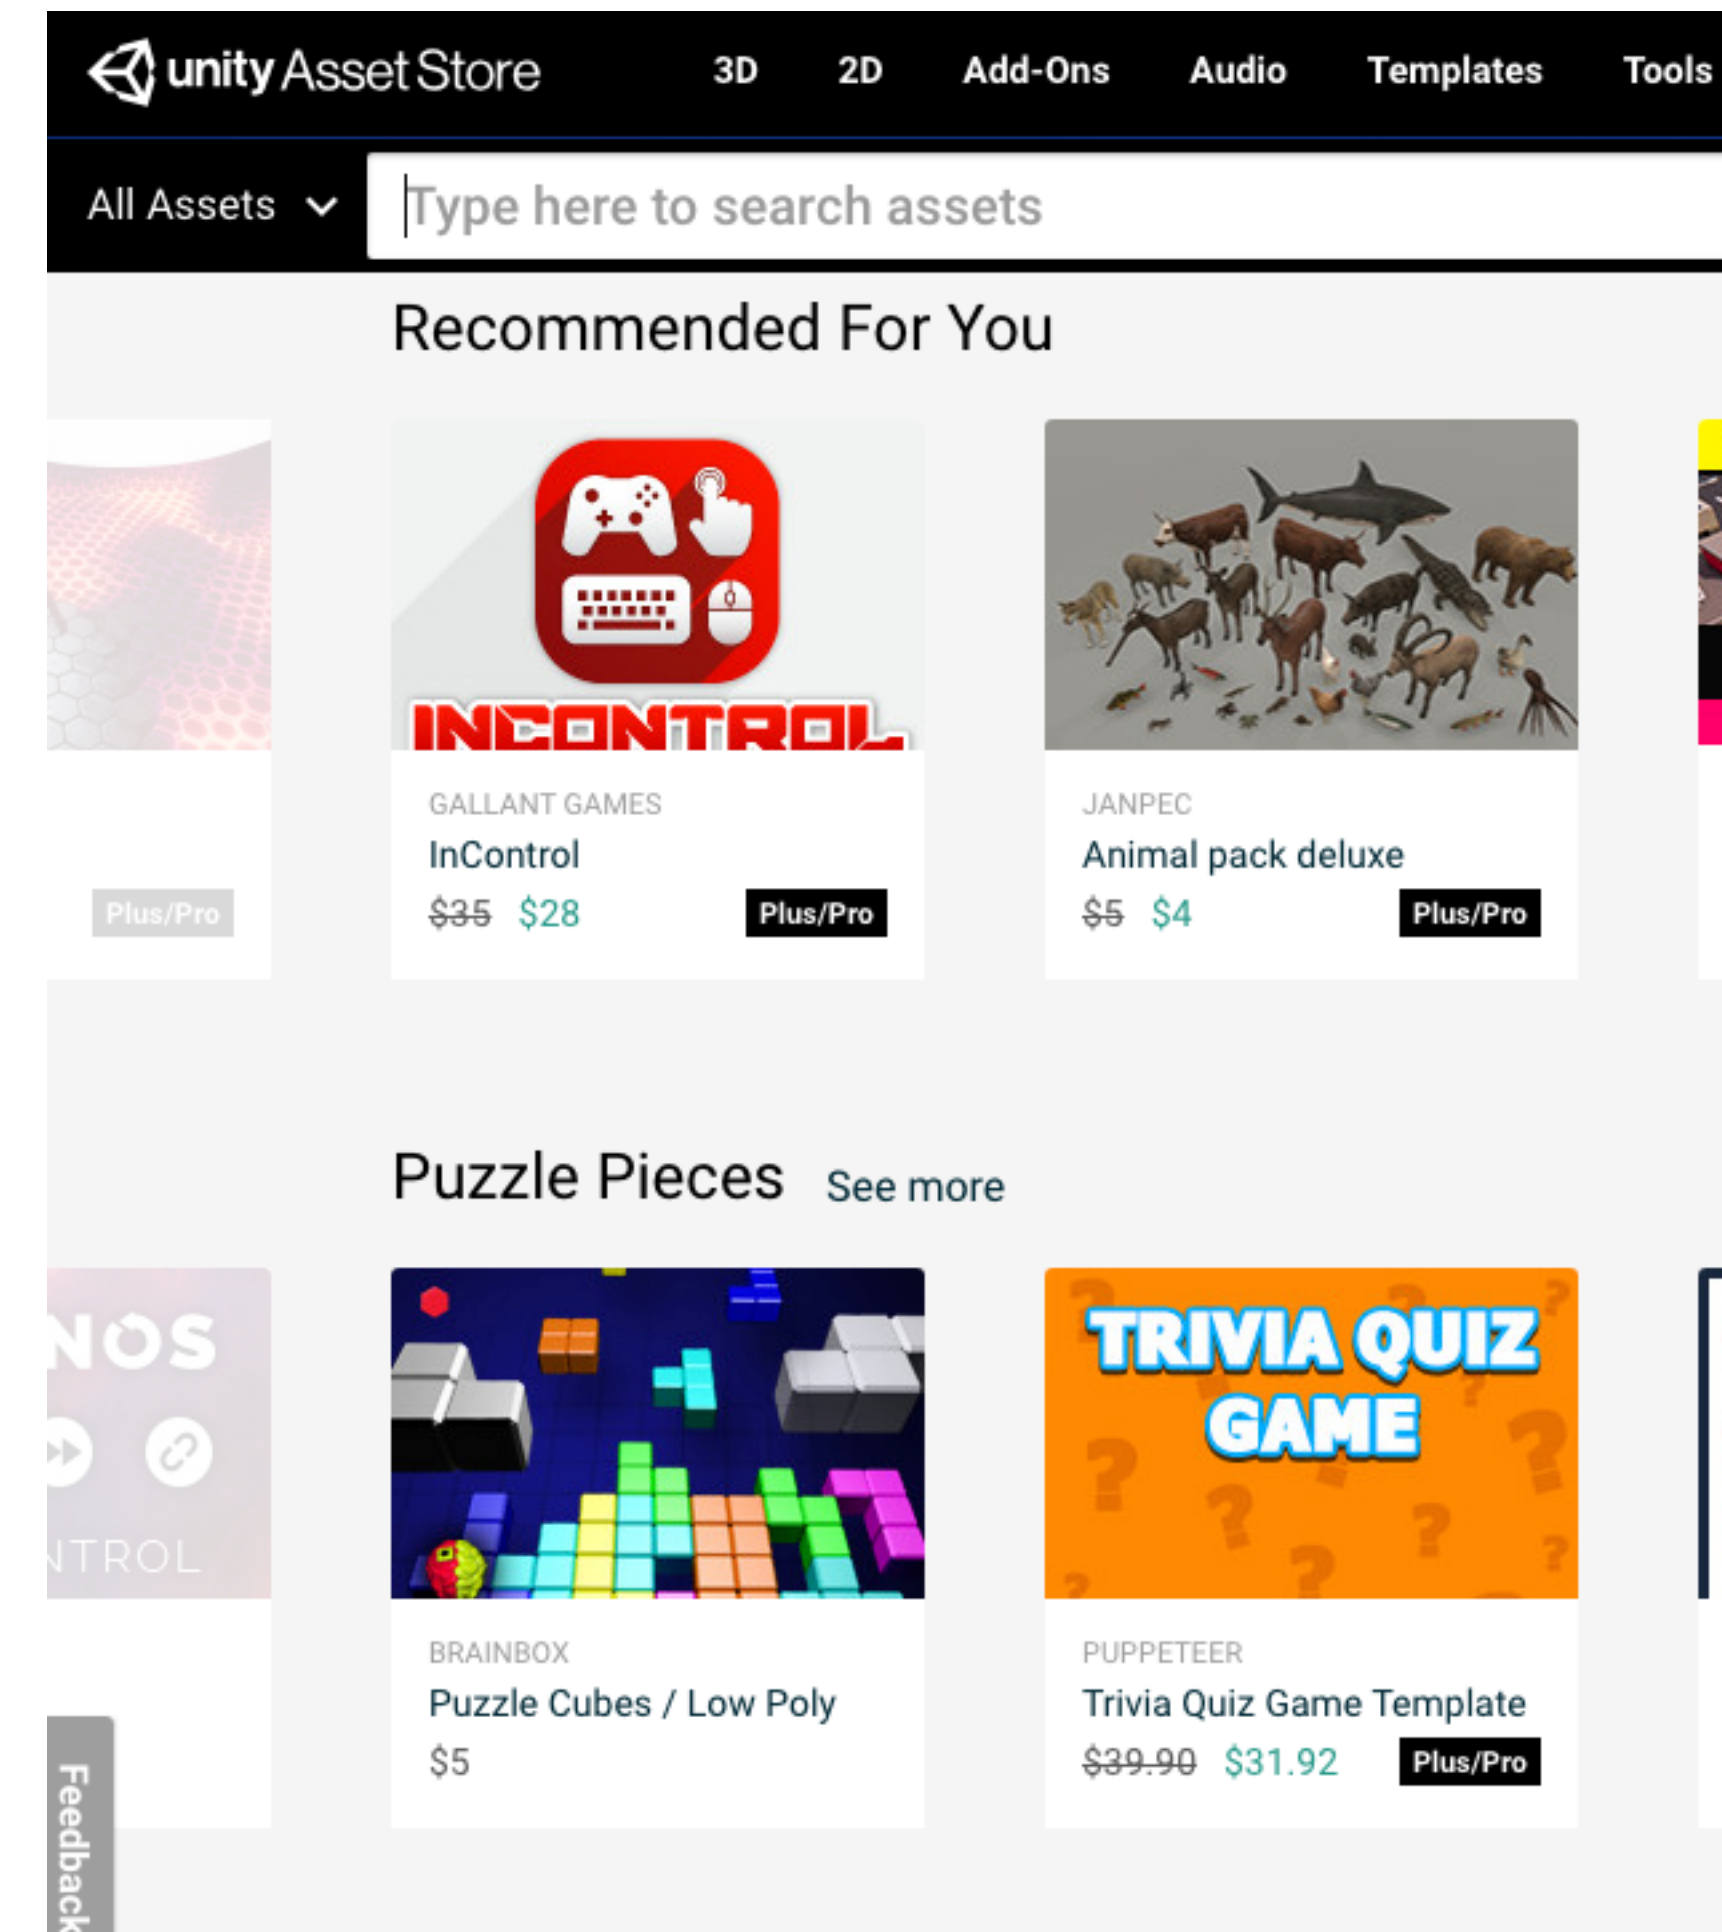 unity Asset Store
3D 2D Add-Ons Audio Templates Tools
All Assets
Type here to search assets
Recommended For You
INCONTROL
GALLANT GAMES
InControl
$35 $28 Plus/Pro
JANPEC
Animal pack deluxe
$5 $4 Plus/Pro
Plus/Pro
Puzzle Pieces See more
NOS
NTROL
BRAINBOX
Puzzle Cubes / Low Poly
$5
TRIVIA QUIZ
GAME
PUPPETEER
Trivia Quiz Game Template
$39.90 $31.92 Plus/Pro
Feedback